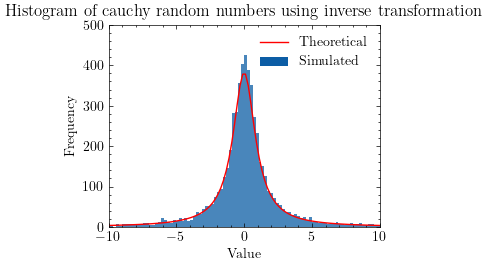 Histogram of cauchy random numbers using inverse transformation
500
400
300
200
100
0
Frequency
Theoretical
Simulated
−10
−5
0
5
10
Value